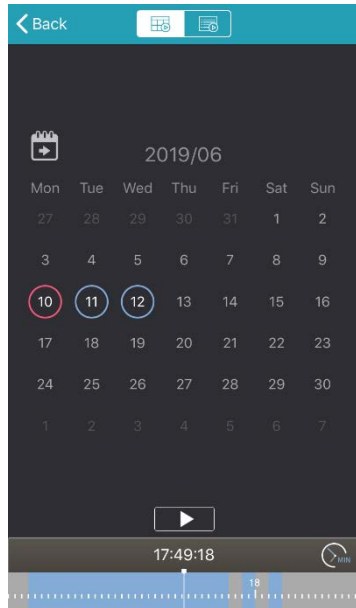 Back
2019/06
Mon Tue Wed Thu Fri Sat Sun
27 28 29 30 31 1 2
3 4 5 6 7 8 9
10 11 12 13 14 15 16
17 18 19 20 21 22 23
24 25 26 27 28 29 30
1 2 3 4 5 6 7
17:49:18
MIN
18